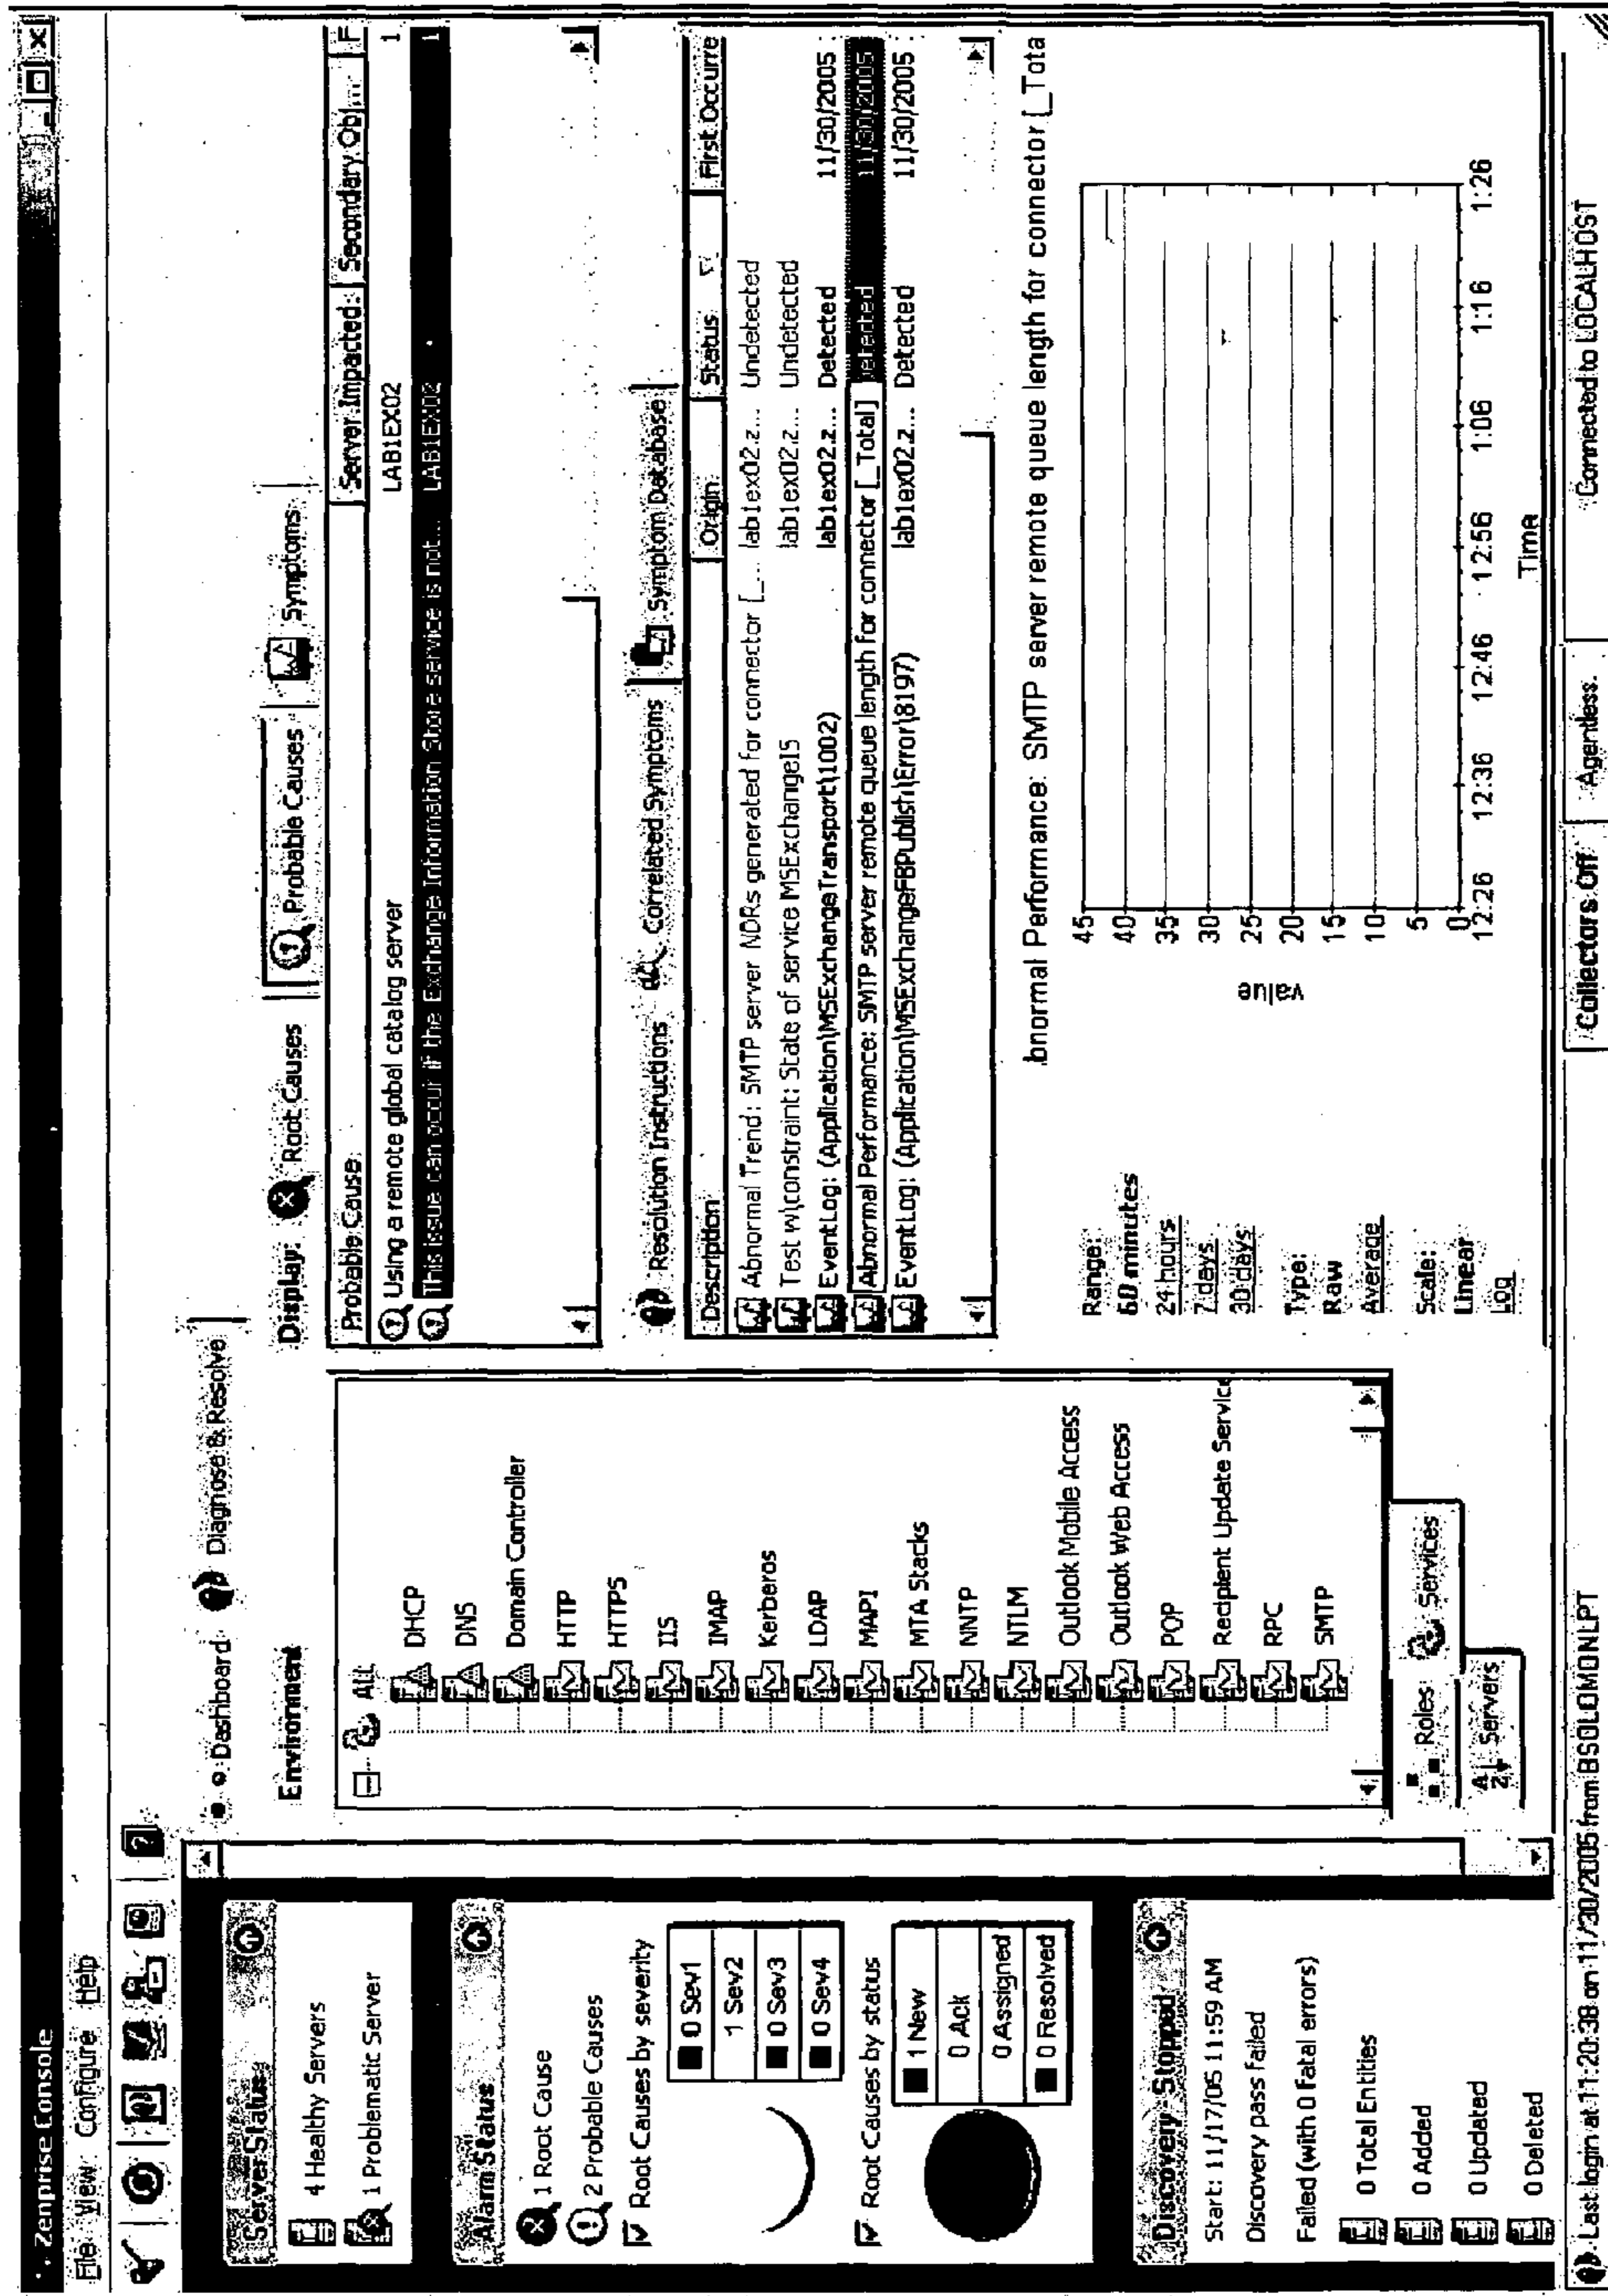 Zenprise Console
File View Configure Help
Server Status
4 Healthy Servers
1 Problematic Server
Alarm Status
1 Root Cause
2 Probable Causes
Root Causes by severity
0 Sev1
1 Sev2
0 Sev3
0 Sev4
Root Causes by status
1 New
0 Ack
0 Assigned
0 Resolved
Discovery Stopped
Start: 11/17/05 11:59 AM
Discovery pass failed
Failed (with 0 Fatal errors)
0 Total Entities
0 Added
0 Updated
0 Deleted
Dashboard Diagnose & Resolve
Environment
ALL
DHCP
DNS
Domain Controller
HTTP
HTTPS
IIS
IMAP
Kerberos
LDAP
MAPI
MTA Stacks
NNTP
NTLM
Outlook Mobile Access
Outlook Web Access
POP
Recipient Update Service
RPC
SMTP
Roles Services
Servers
Display: Root Causes Probable Causes Symptoms
Probable Cause Server Impacted Secondary Obj... F
Using a remote global catalog server LAB1EX02 1
This issue can occur if the Exchange Information Store service is not... LAB1EX02 1
Resolution Instructions Correlated Symptoms Symptom Database
Description Origin Status First Occurre
Abnormal Trend: SMTP server NDRs generated for connector [_... lab1ex02.z... Undetected
Test w\constraint: State of service MSExchangeIS lab1ex02.z... Undetected
EventLog: (Application\MSExchangeTransport\1002) lab1ex02.z... Detected 11/30/2005
Abnormal Performance: SMTP server remote queue length for connector [_Total] Detected 11/30/2005
EventLog: (Application\MSExchangeFBPublish\Error\8197) lab1ex02.z... Detected 11/30/2005
Range:
60 minutes
24 hours
7 days
30 days
Type:
Raw
Average
Scale:
Linear
Log
.bnormal Performance: SMTP server remote queue length for connector [_Tota
value
45
40
35
30
25
20
15
10
5
0
12:26 12:36 12:46 12:56 1:06 1:16 1:26
Time
Last login at 11:20:38 on 11/30/2005 from BSOLOMONLPT Collectors Off Agentless. Connected to LOCALHOST